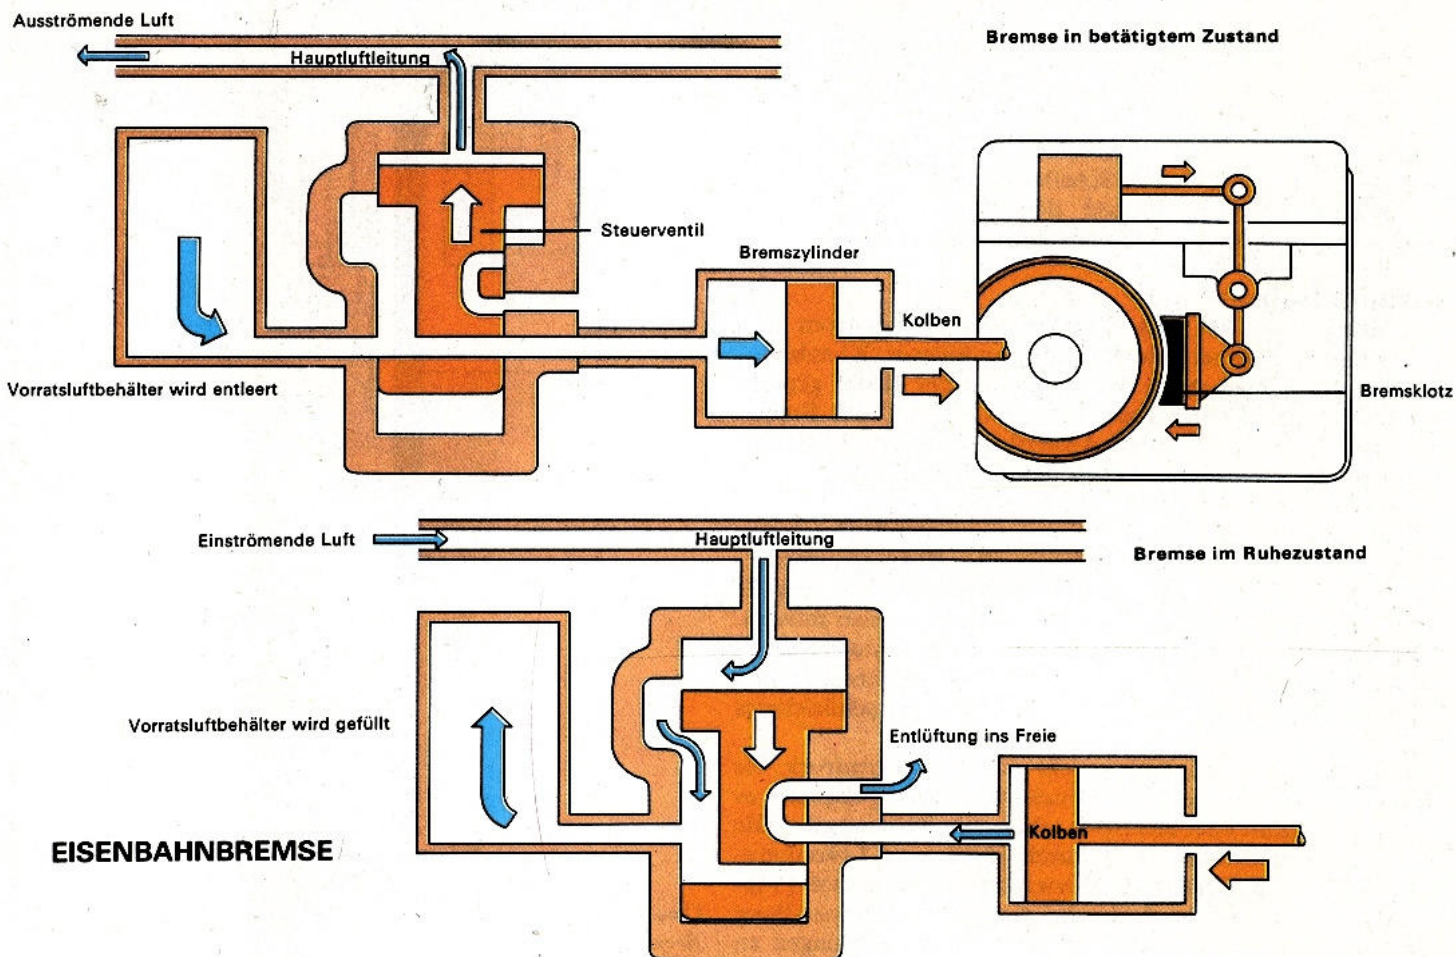 Ausströmende Luft
Hauptluftleitung
Bremse in betätigtem Zustand
Steuerventil
Bremszylinder
Kolben
Vorratsluftbehälter wird entleert
Bremsklotz
Einströmende Luft
Hauptluftleitung
Bremse im Ruhezustand
Vorratsluftbehälter wird gefüllt
Entlüftung ins Freie
Kolben
EISENBAHNBREMSE